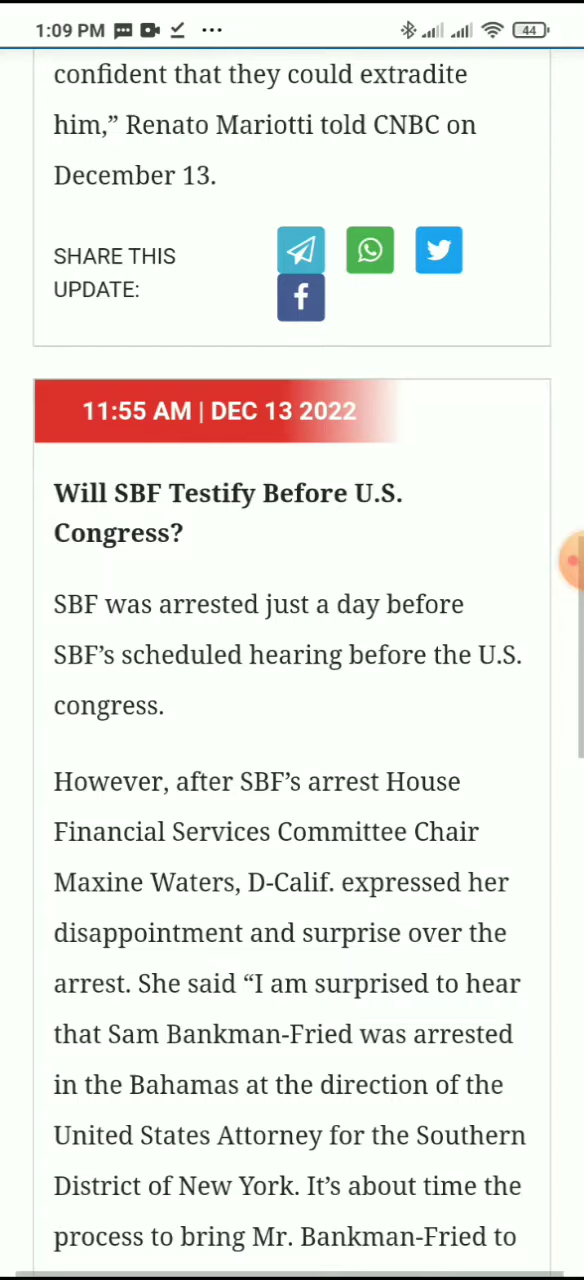 1:09 PM
44
confident that they could extradite
him,” Renato Mariotti told CNBC on
December 13.
SHARE THIS
UPDATE:
11:55 AM | DEC 13 2022
Will SBF Testify Before U.S.
Congress?
SBF was arrested just a day before
SBF’s scheduled hearing before the U.S.
congress.
However, after SBF’s arrest House
Financial Services Committee Chair
Maxine Waters, D-Calif. expressed her
disappointment and surprise over the
arrest. She said “I am surprised to hear
that Sam Bankman-Fried was arrested
in the Bahamas at the direction of the
United States Attorney for the Southern
District of New York. It’s about time the
process to bring Mr. Bankman-Fried to